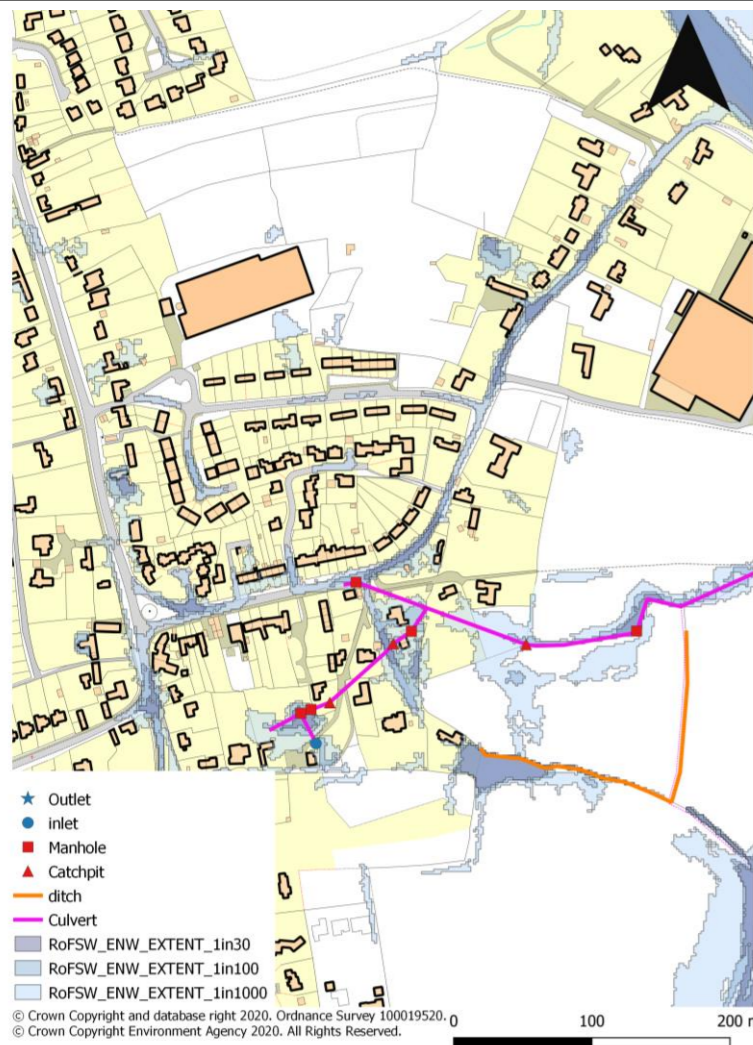 Outlet
inlet
Manhole
Catchpit
ditch
Culvert
RoFSW_ENW_EXTENT_1in30
RoFSW_ENW_EXTENT_1in100
RoFSW_ENW_EXTENT_1in1000
© Crown Copyright and database right 2020. Ordnance Survey 100019520.
© Crown Copyright Environment Agency 2020. All Rights Reserved.
0 100 200 m